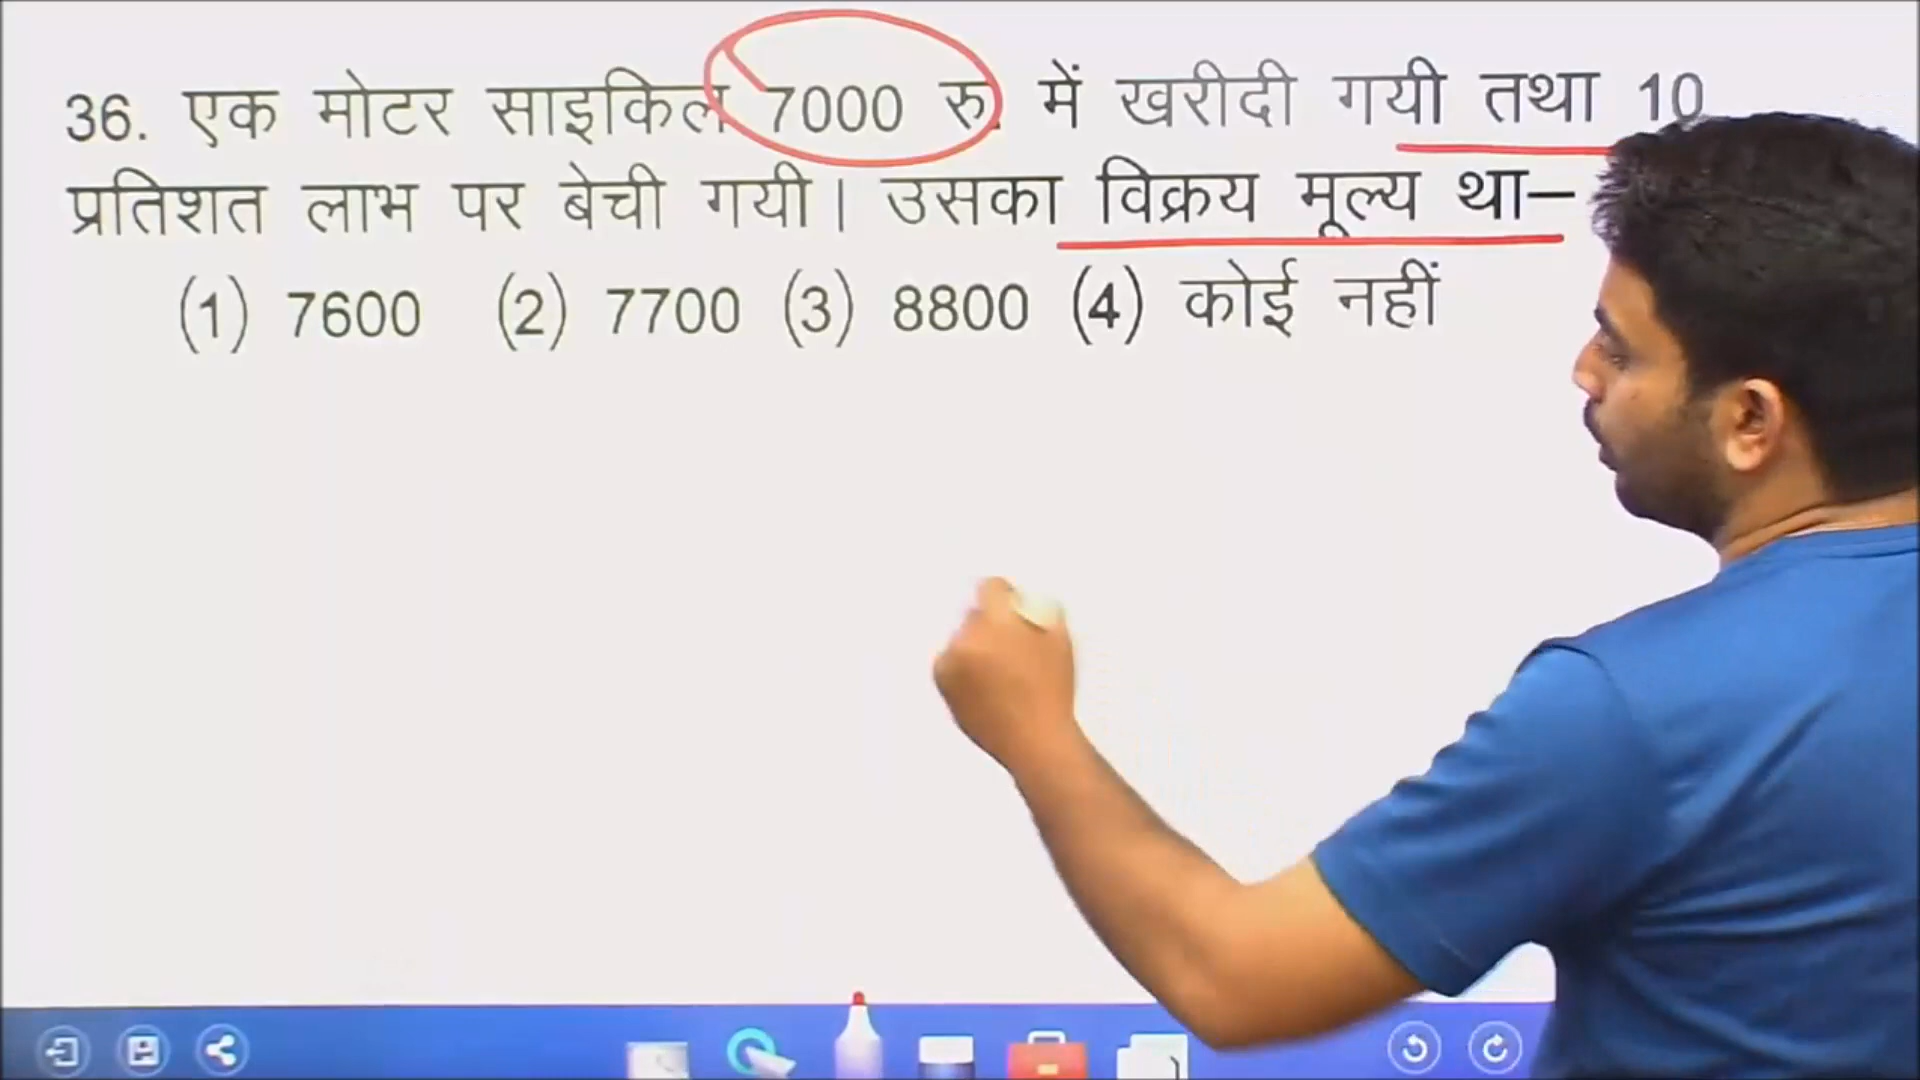 36. एक मोटर साइकिल 7000 रु. में खरीदी गयी तथा 10
प्रतिशत लाभ पर बेची गयी। उसका विक्रय मूल्य था–
(1) 7600 (2) 7700 (3) 8800 (4) कोई नहीं